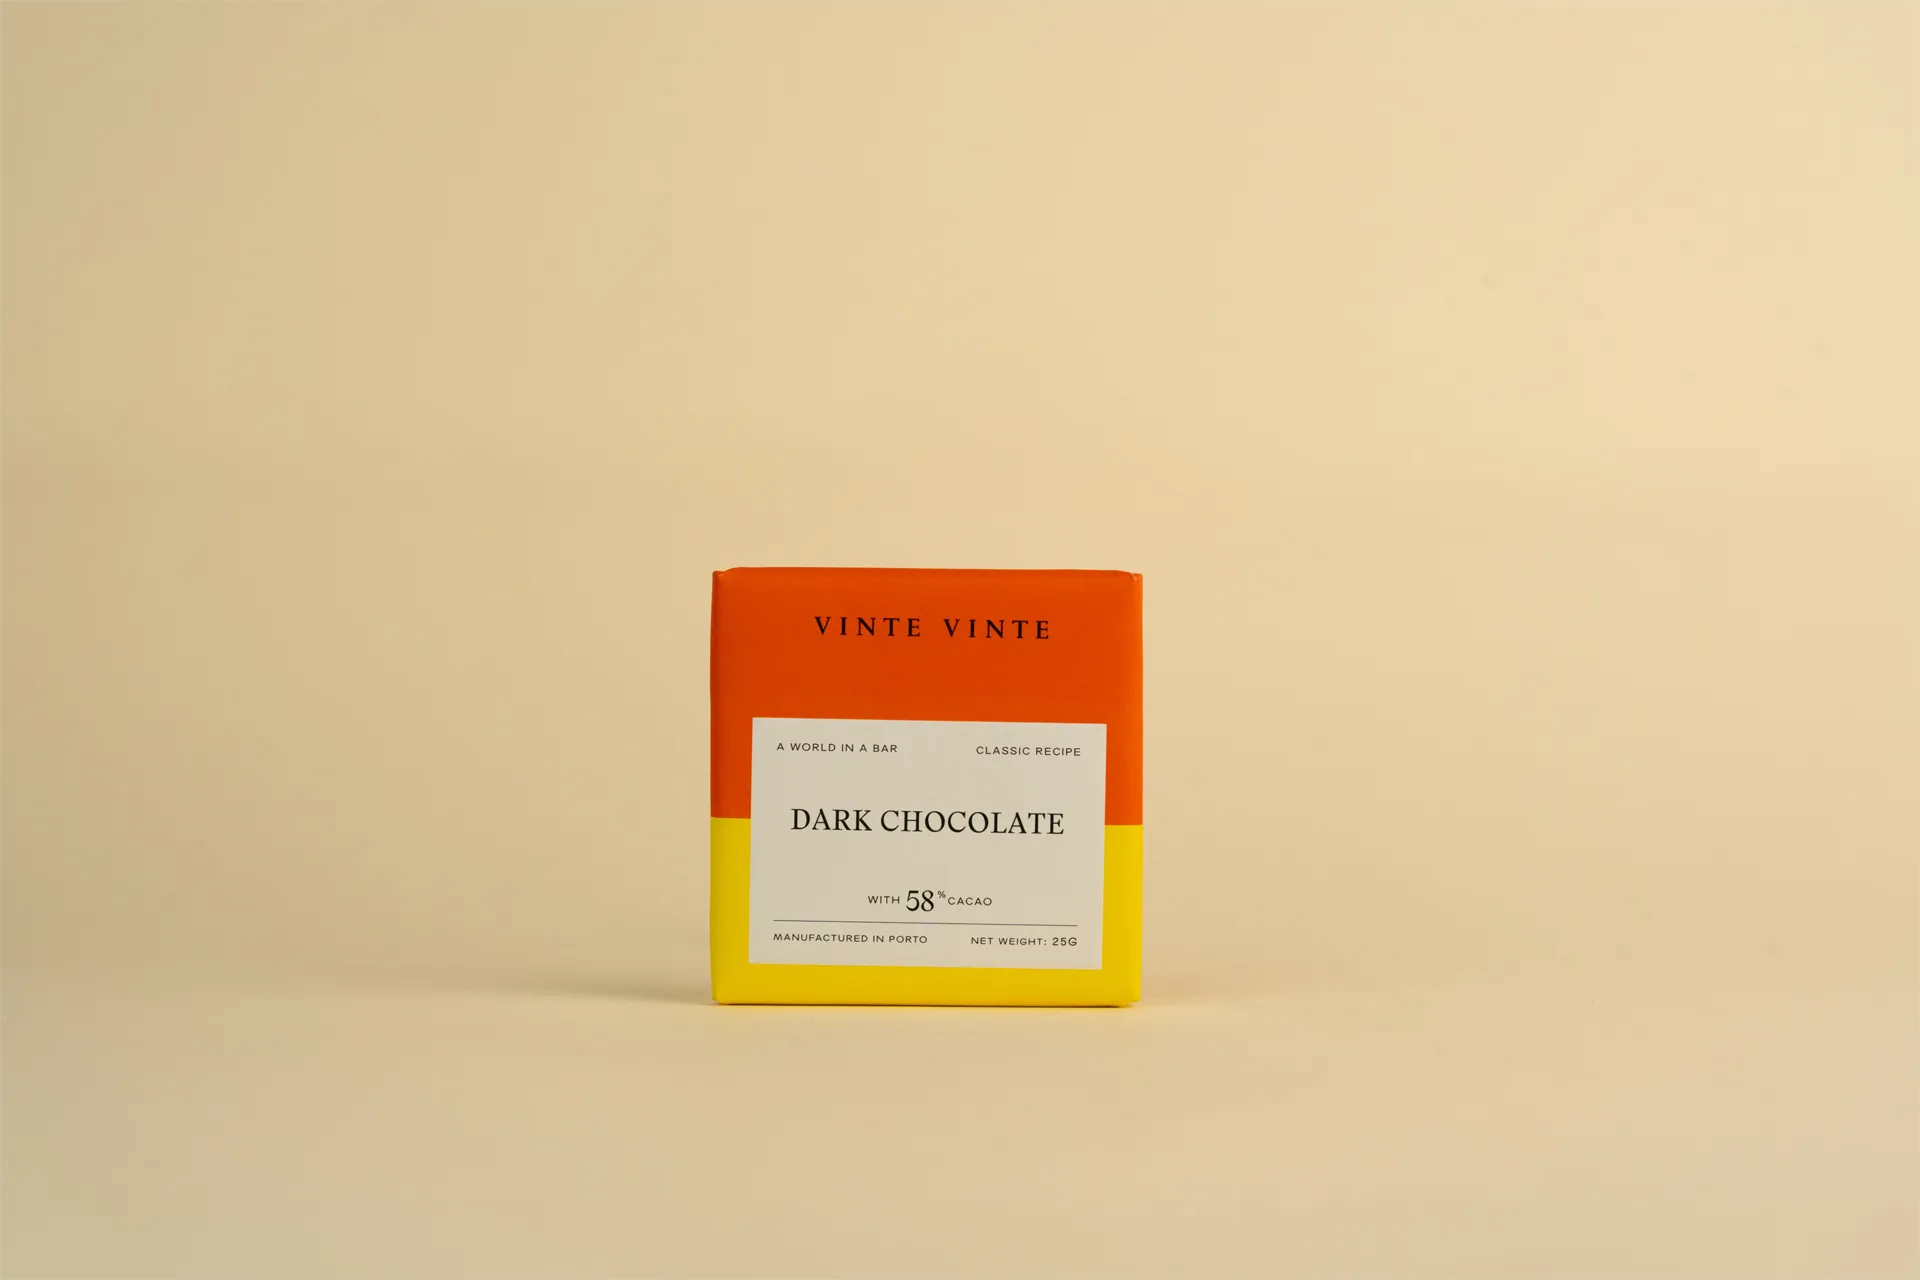 VINTE VINTE
A WORLD IN A BAR CLASSIC RECIPE
DARK CHOCOLATE
WITH 58% CACAO
MANUFACTURED IN PORTO NET WEIGHT: 25G